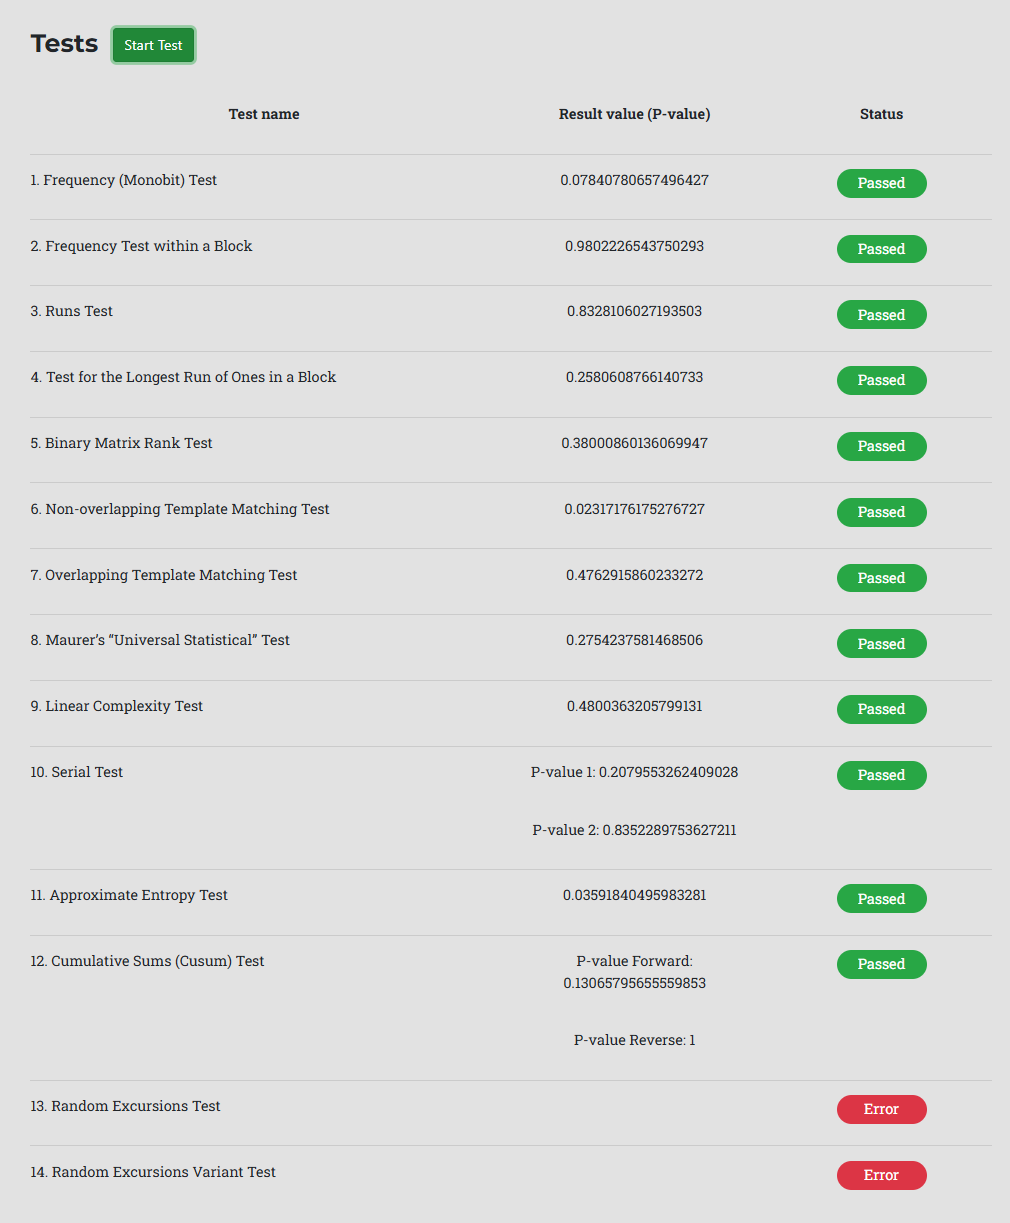 Tests Start Test
Test name Result value (P-value) Status
1. Frequency (Monobit) Test 0.07840780657496427 Passed
2. Frequency Test within a Block 0.9802226543750293 Passed
3. Runs Test 0.8328106027193503 Passed
4. Test for the Longest Run of Ones in a Block 0.2580608766140733 Passed
5. Binary Matrix Rank Test 0.38000860136069947 Passed
6. Non-overlapping Template Matching Test 0.02317176175276727 Passed
7. Overlapping Template Matching Test 0.4762915860233272 Passed
8. Maurer’s “Universal Statistical” Test 0.2754237581468506 Passed
9. Linear Complexity Test 0.4800363205799131 Passed
10. Serial Test P-value 1: 0.2079553262409028 Passed
P-value 2: 0.8352289753627211
11. Approximate Entropy Test 0.03591840495983281 Passed
12. Cumulative Sums (Cusum) Test P-value Forward: Passed
0.13065795655559853
P-value Reverse: 1
13. Random Excursions Test Error
14. Random Excursions Variant Test Error